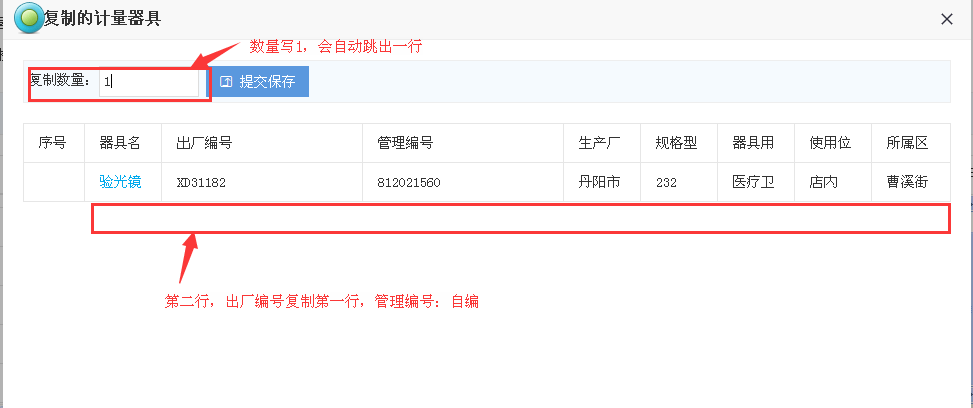 复制的计量器具
数量写1，会自动跳出一行
复制数量： 1 提交保存
序号 器具名 出厂编号 管理编号 生产厂 规格型 器具用 使用位 所属区
验光镜 XD31182 812021560 丹阳市 232 医疗卫 店内 曹溪街
第二行，出厂编号复制第一行，管理编号：自编